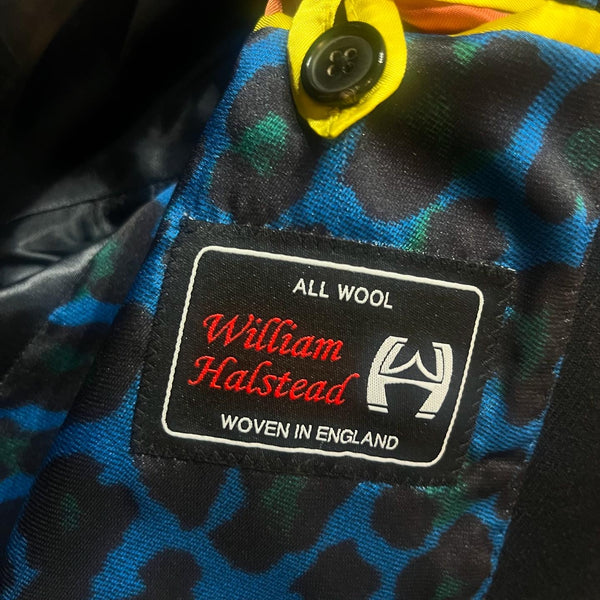 ALL WOOL
William
Halstead
WOVEN IN ENGLAND